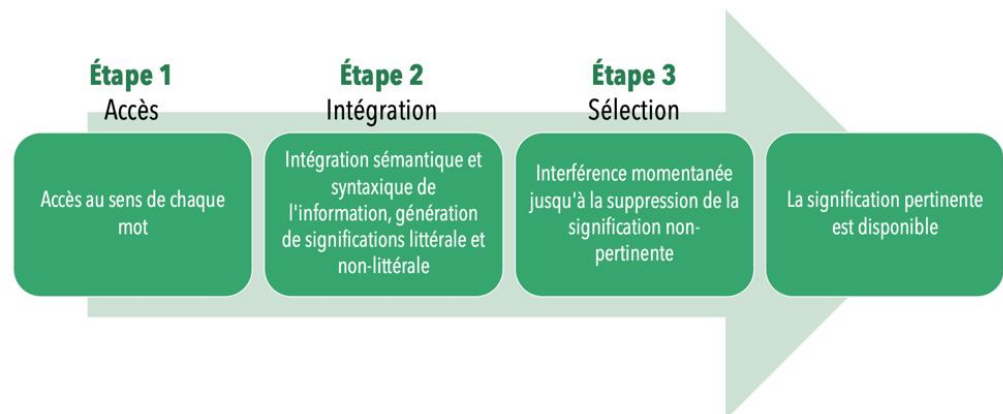 Étape 1
Accès
Accès au sens de chaque
mot
Étape 2
Intégration
Intégration sémantique et
syntaxique de
l'information, génération
de significations littérale et
non-littérale
Étape 3
Sélection
Interférence momentanée
jusqu'à la suppression de la
signification non-
pertinente
La signification pertinente
est disponible